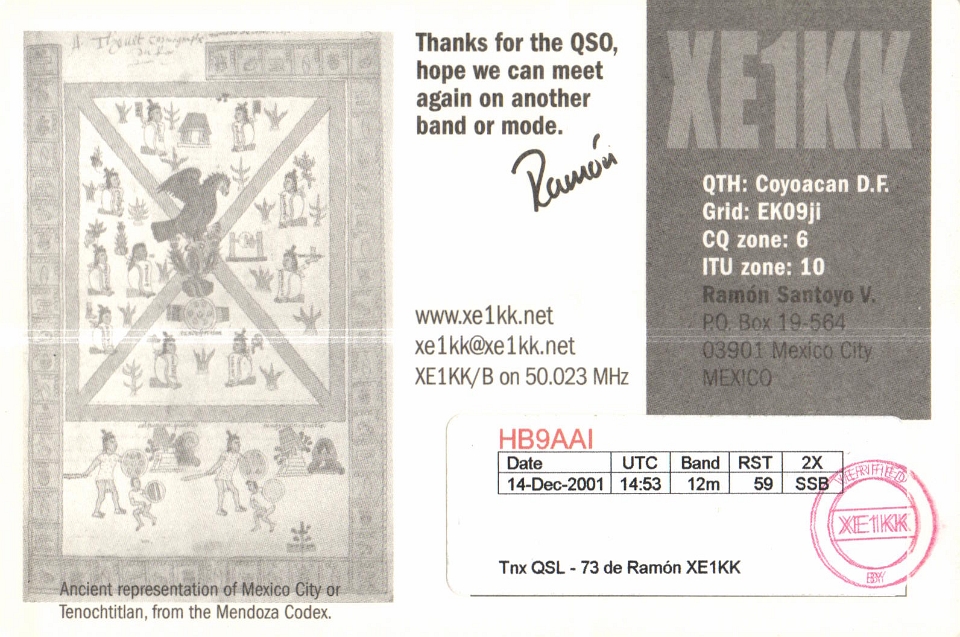 Thanks for the QSO,
hope we can meet
again on another
band or mode.
Ramón
www.xe1kk.net
xe1kk@xe1kk.net
XE1KK/B on 50.023 MHz
XE1KK
QTH: Coyoacan D.F.
Grid: EK09ji
CQ zone: 6
ITU zone: 10
Ramón Santoyo V.
P.O. Box 19-564
03901 Mexico City
MEXICO
HB9AAI
Date UTC Band RST 2X
14-Dec-2001 14:53 12m 59 SSB
Tnx QSL - 73 de Ramón XE1KK
VERIFIED
XE1KK
BY
Ancient representation of Mexico City or
Tenochtitlan, from the Mendoza Codex.